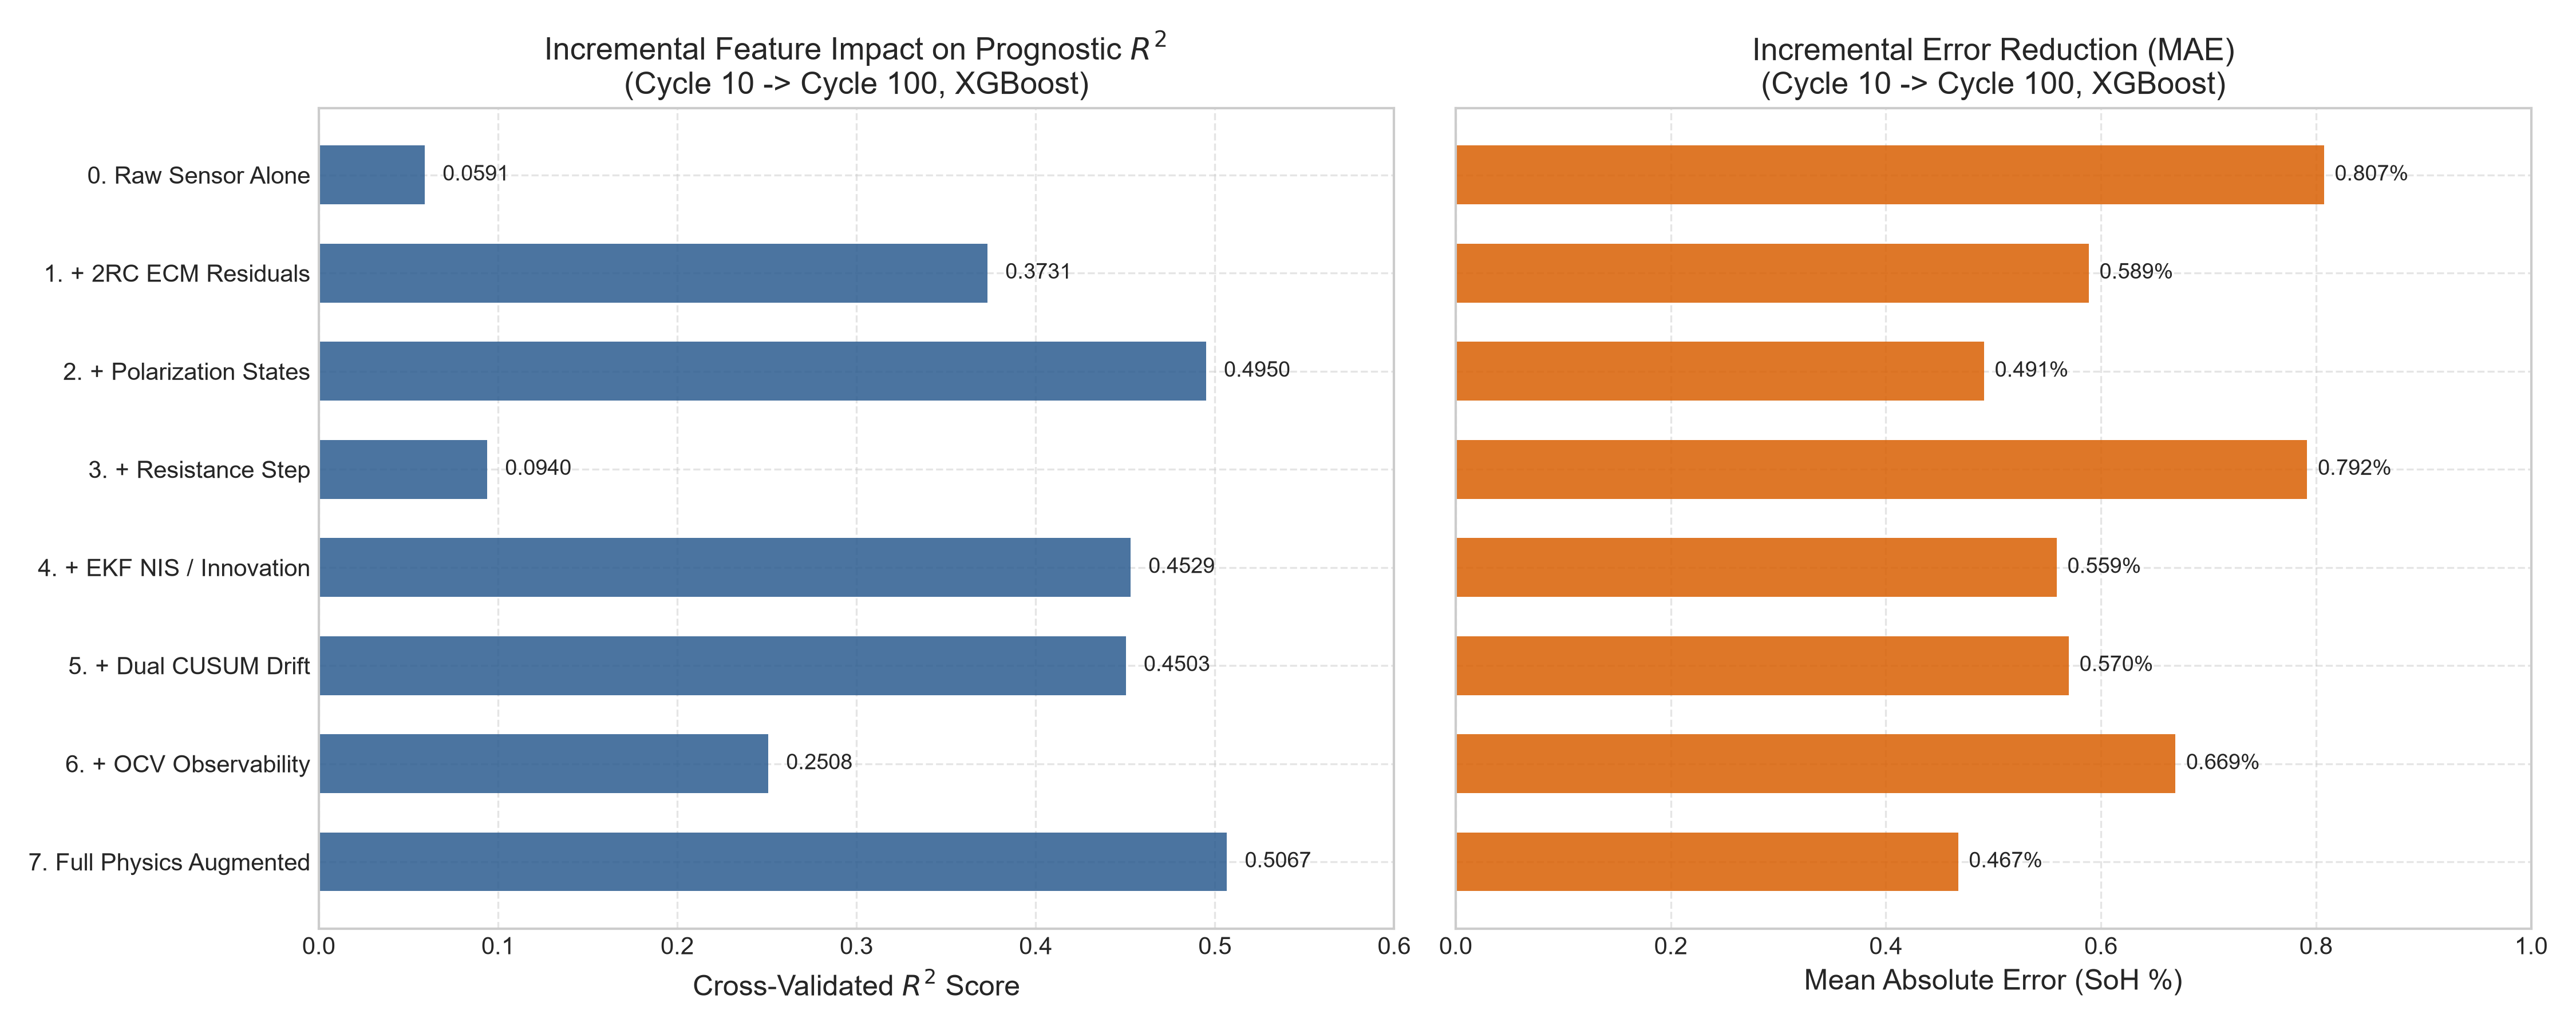 Incremental Feature Impact on Prognostic R²
(Cycle 10 -> Cycle 100, XGBoost)
0. Raw Sensor Alone
0.0591
1. + 2RC ECM Residuals
0.3731
2. + Polarization States
0.4950
3. + Resistance Step
0.0940
4. + EKF NIS / Innovation
0.4529
5. + Dual CUSUM Drift
0.4503
6. + OCV Observability
0.2508
7. Full Physics Augmented
0.5067
0.0 0.1 0.2 0.3 0.4 0.5 0.6
Cross-Validated R² Score
Incremental Error Reduction (MAE)
(Cycle 10 -> Cycle 100, XGBoost)
0.807%
0.589%
0.491%
0.792%
0.559%
0.570%
0.669%
0.467%
0.0 0.2 0.4 0.6 0.8 1.0
Mean Absolute Error (SoH %)